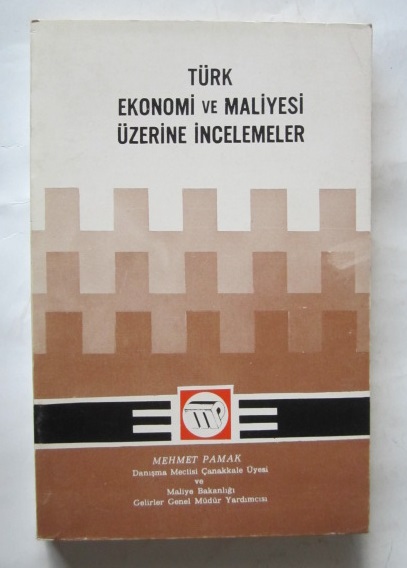 TÜRK
EKONOMİ VE MALİYESİ
ÜZERİNE İNCELEMELER
MEHMET PAMAK
Danışma Meclisi Çanakkale Üyesi
ve
Maliye Bakanlığı
Gelirler Genel Müdür Yardımcısı